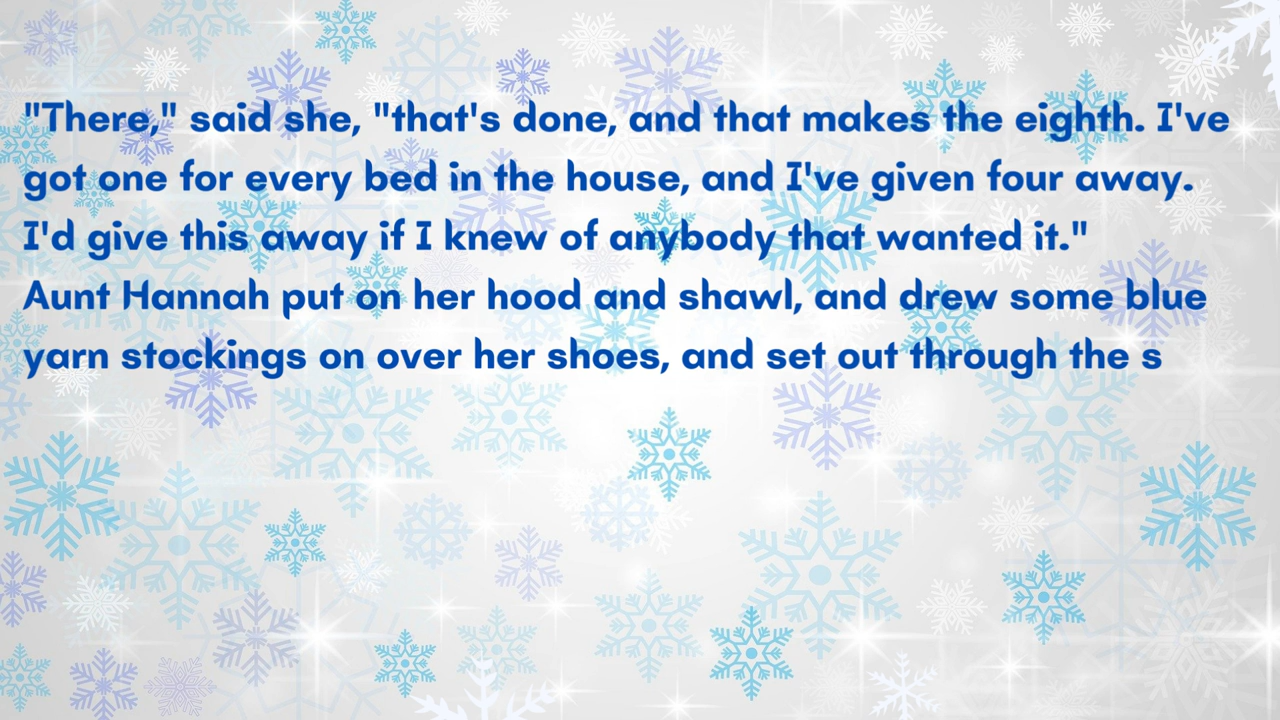 "There," said she, "that's done, and that makes the eighth. I've
got one for every bed in the house, and I've given four away.
I'd give this away if I knew of anybody that wanted it."
Aunt Hannah put on her hood and shawl, and drew some blue
yarn stockings on over her shoes, and set out through the s